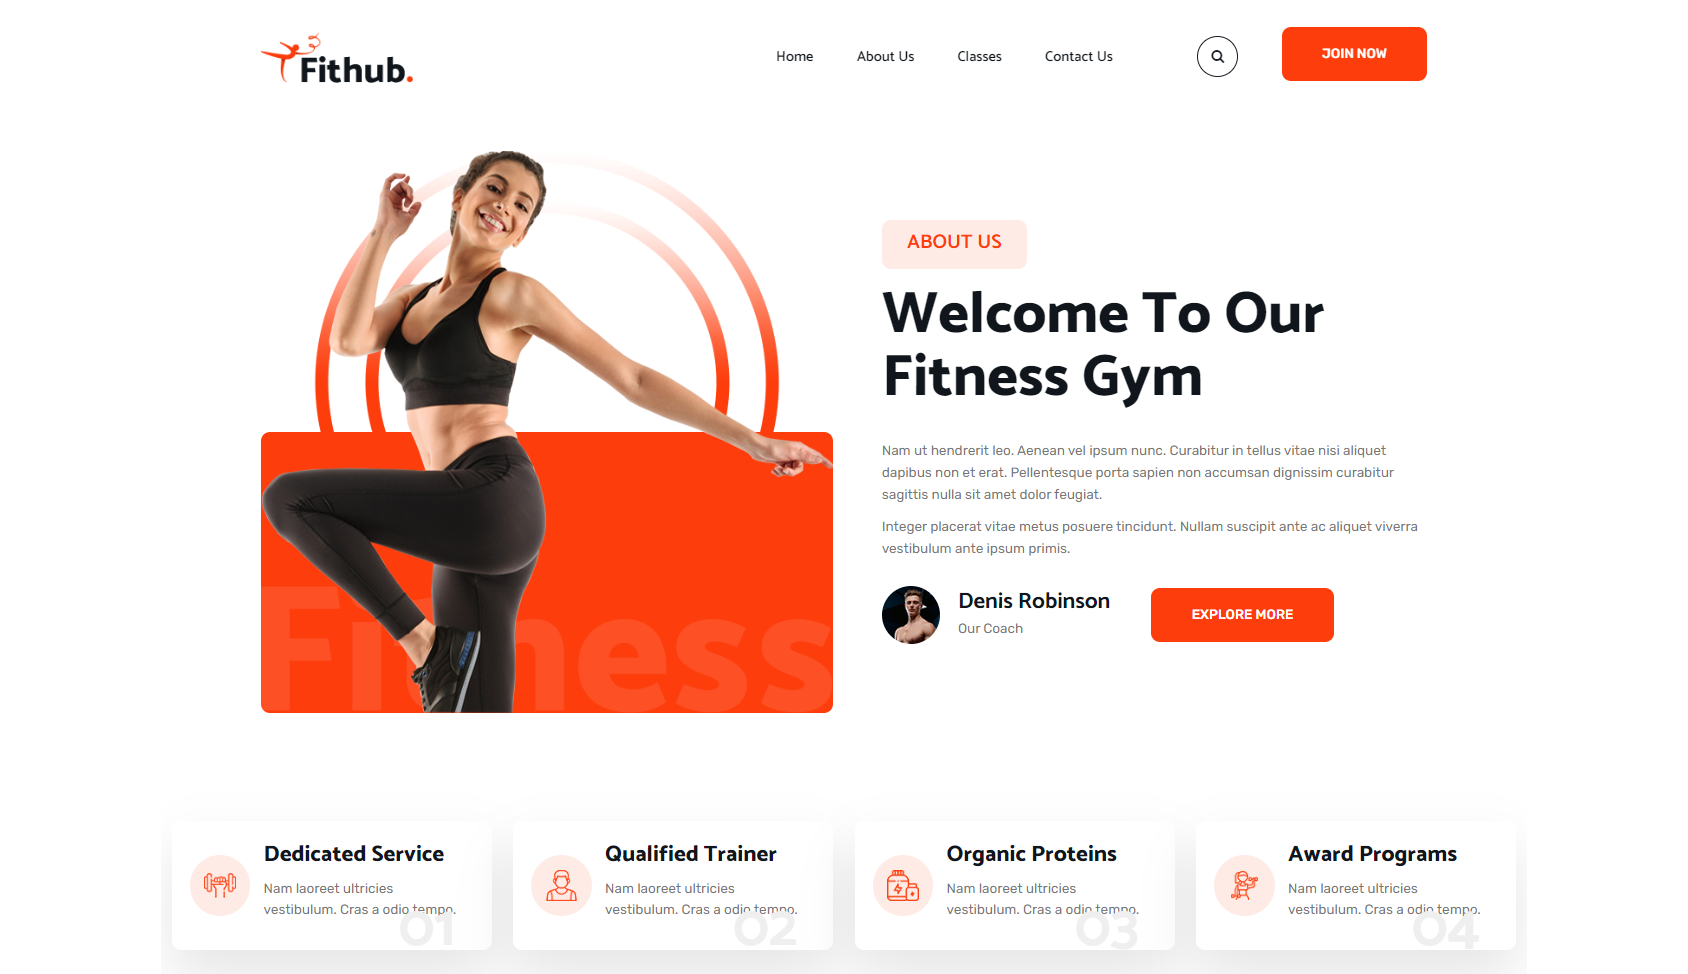 Fithub.
Home
About Us
Classes
Contact Us
JOIN NOW
ABOUT US
Welcome To Our
Fitness Gym
Nam ut hendrerit leo. Aenean vel ipsum nunc. Curabitur in tellus vitae nisi aliquet
dapibus non et erat. Pellentesque porta sapien non accumsan dignissim curabitur
sagittis nulla sit amet dolor feugiat.
Integer placerat vitae metus posuere tincidunt. Nullam suscipit ante ac aliquet viverra
vestibulum ante ipsum primis.
Denis Robinson
Our Coach
EXPLORE MORE
Fitness
Dedicated Service
Nam laoreet ultricies
vestibulum. Cras a odio tempo.
01
Qualified Trainer
Nam laoreet ultricies
vestibulum. Cras a odio tempo.
02
Organic Proteins
Nam laoreet ultricies
vestibulum. Cras a odio tempo.
03
Award Programs
Nam laoreet ultricies
vestibulum. Cras a odio tempo.
04